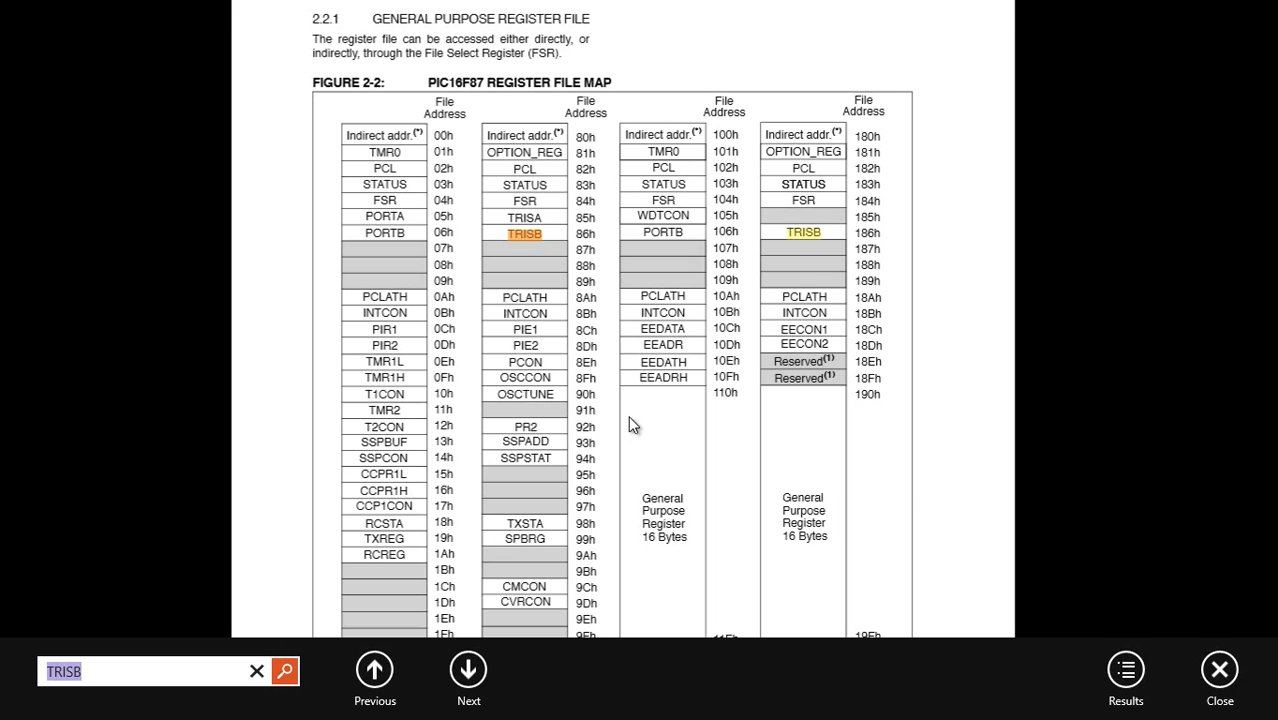 2.2.1 GENERAL PURPOSE REGISTER FILE
The register file can be accessed either directly, or
indirectly, through the File Select Register (FSR).
FIGURE 2-2: PIC16F87 REGISTER FILE MAP
File Address File Address File Address File Address
Indirect addr.(*) 00h Indirect addr.(*) 80h Indirect addr.(*) 100h Indirect addr.(*) 180h
TMR0 01h OPTION_REG 81h TMR0 101h OPTION_REG 181h
PCL 02h PCL 82h PCL 102h PCL 182h
STATUS 03h STATUS 83h STATUS 103h STATUS 183h
FSR 04h FSR 84h FSR 104h FSR 184h
PORTA 05h TRISA 85h WDTCON 105h 185h
PORTB 06h TRISB 86h PORTB 106h TRISB 186h
07h 87h 107h 187h
08h 88h 108h 188h
09h 89h 109h 189h
PCLATH 0Ah PCLATH 8Ah PCLATH 10Ah PCLATH 18Ah
INTCON 0Bh INTCON 8Bh INTCON 10Bh INTCON 18Bh
PIR1 0Ch PIE1 8Ch EEDATA 10Ch EECON1 18Ch
PIR2 0Dh PIE2 8Dh EEADR 10Dh EECON2 18Dh
TMR1L 0Eh PCON 8Eh EEDATH 10Eh Reserved(1) 18Eh
TMR1H 0Fh OSCCON 8Fh EEADRH 10Fh Reserved(1) 18Fh
T1CON 10h OSCTUNE 90h 110h 190h
TMR2 11h 91h
T2CON 12h PR2 92h
SSPBUF 13h SSPADD 93h
SSPCON 14h SSPSTAT 94h
CCPR1L 15h 95h
CCPR1H 16h 96h
CCP1CON 17h 97h
RCSTA 18h TXSTA 98h
TXREG 19h SPBRG 99h
RCREG 1Ah 9Ah
1Bh 9Bh
1Ch CMCON 9Ch
1Dh CVRCON 9Dh
1Eh 9Eh
1Fh 9Fh 11Fh 19Fh
General
Purpose
Register
16 Bytes
General
Purpose
Register
16 Bytes
TRISB
Previous Next Results Close